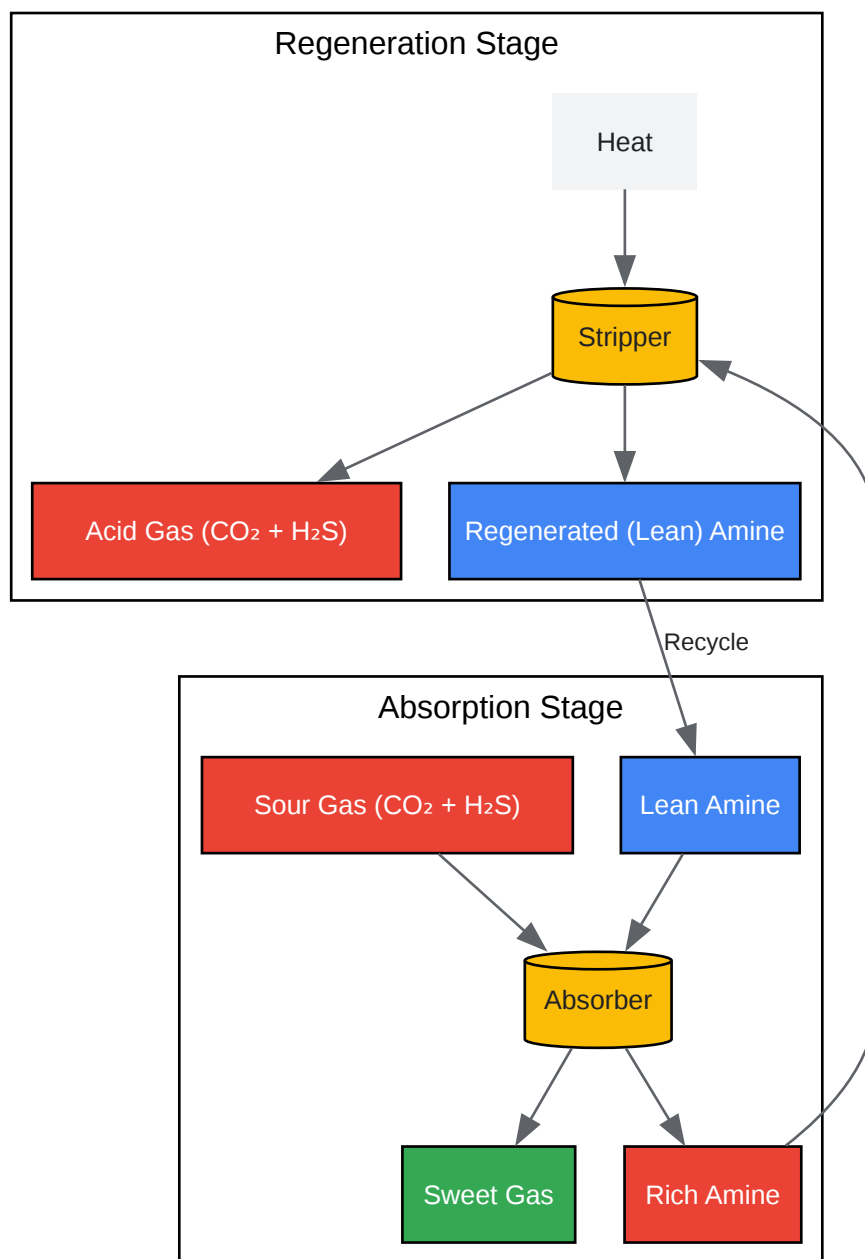 Regeneration Stage
Heat
Stripper
Acid Gas (CO₂ + H₂S)
Regenerated (Lean) Amine
Recycle
Absorption Stage
Sour Gas (CO₂ + H₂S)
Lean Amine
Absorber
Sweet Gas
Rich Amine